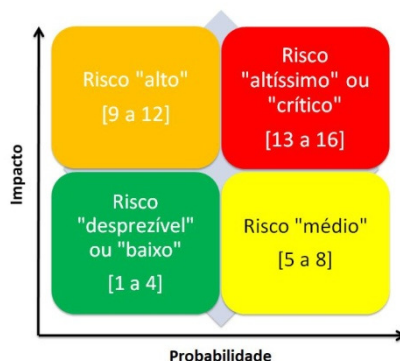 Impacto
Risco "alto"
[9 a 12]
Risco
"altíssimo" ou
"crítico"
[13 a 16]
Risco
"desprezível"
ou "baixo"
[1 a 4]
Risco "médio"
[5 a 8]
Probabilidade